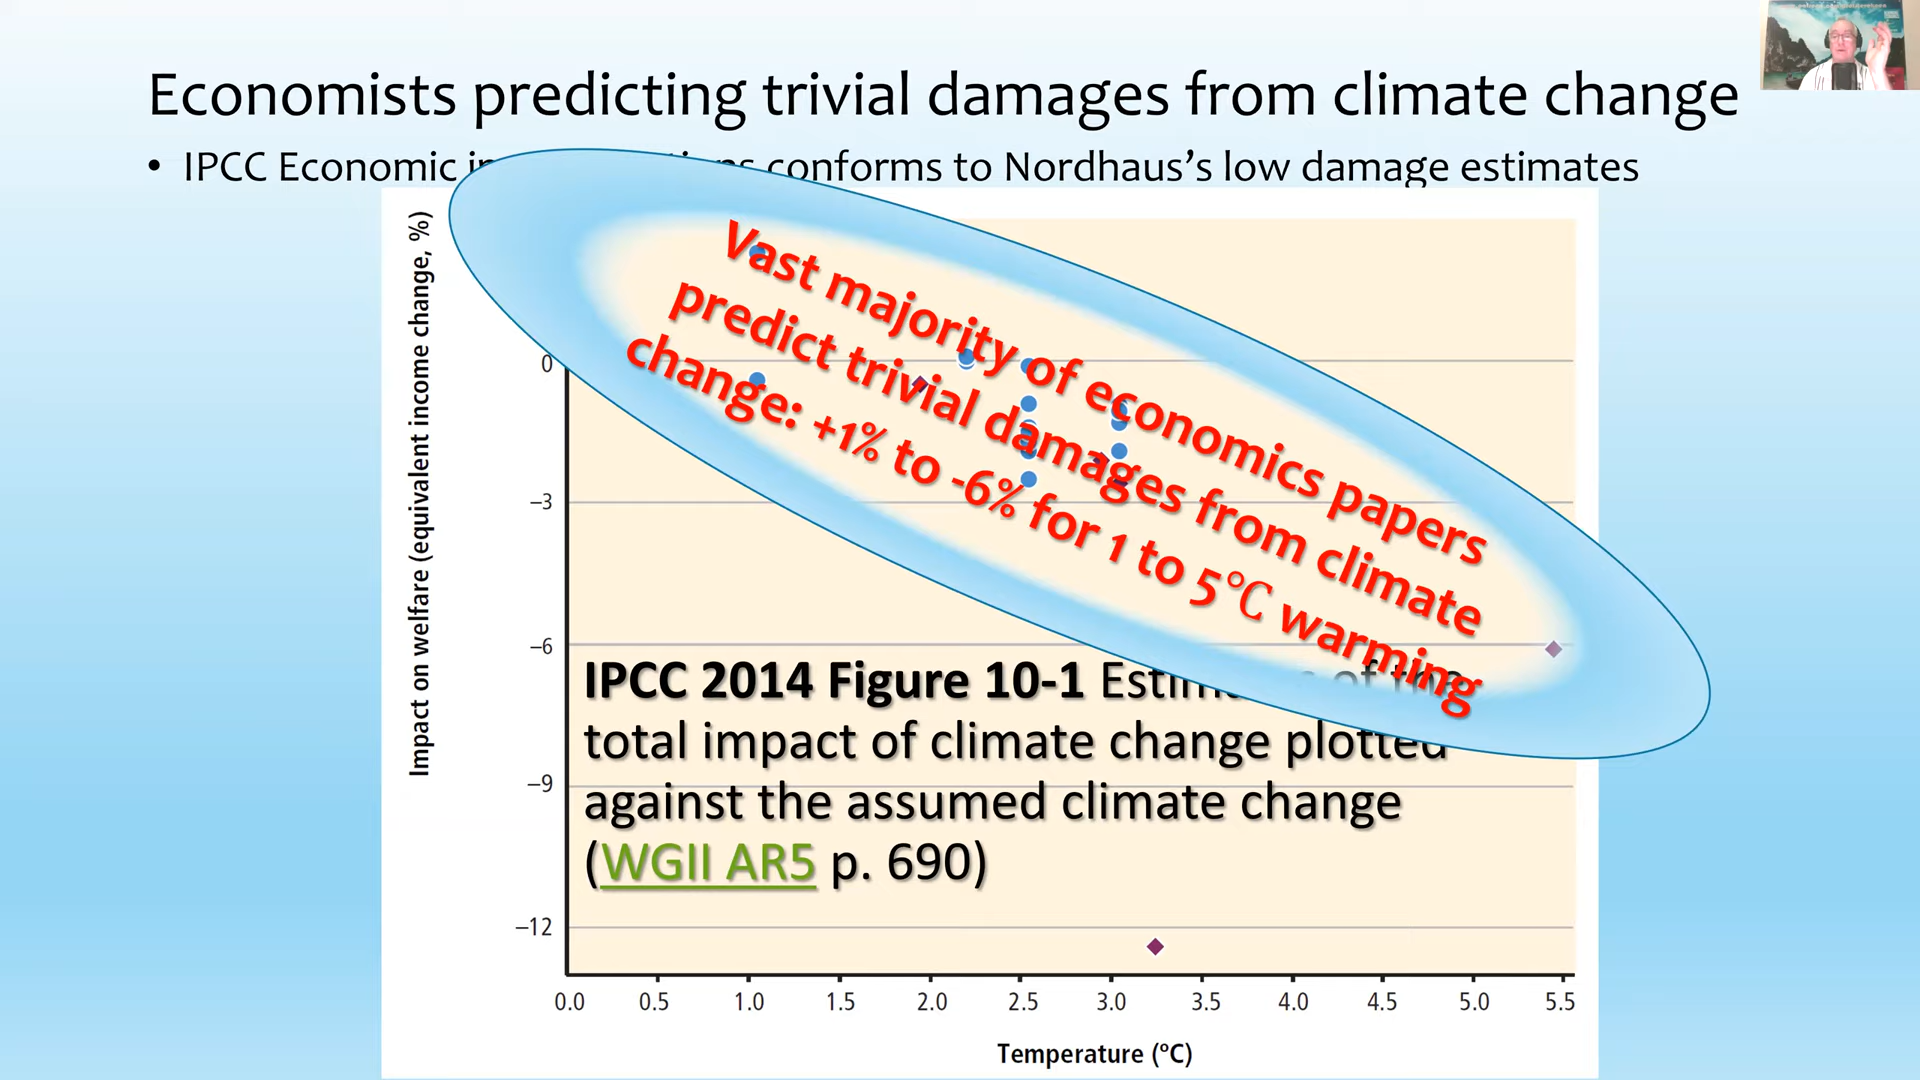 Economists predicting trivial damages from climate change
• IPCC Economic conforms to Nordhaus's low damage estimates
Impact on welfare (equivalent income change, %)
Vast majority of economics papers
predict trivial damages from climate
change: +1% to -6% for 1 to 5℃ warming
0
–3
–6
–9
–12
IPCC 2014 Figure 10-1 of the
total impact of climate change plotted
against the assumed climate change
(WGII AR5 p. 690)
0.0 0.5 1.0 1.5 2.0 2.5 3.0 3.5 4.0 4.5 5.0 5.5
Temperature (°C)